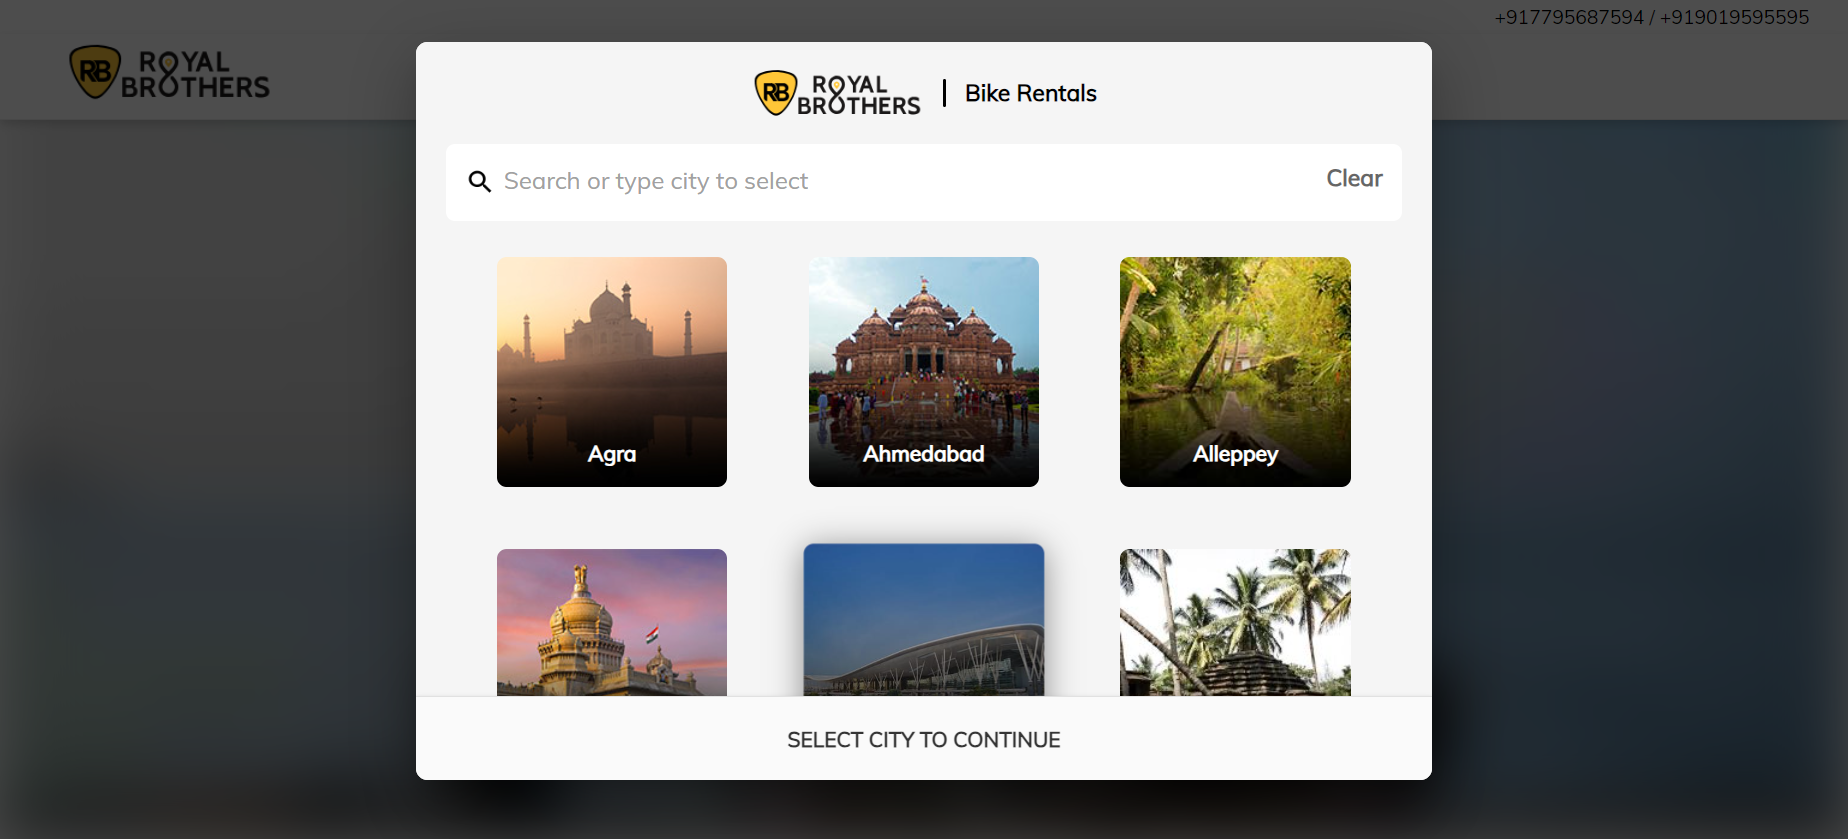 +917795687594 / +919019595595
RB ROYAL BROTHERS
RB ROYAL BROTHERS | Bike Rentals
Search or type city to select
Clear
Agra
Ahmedabad
Alleppey
SELECT CITY TO CONTINUE